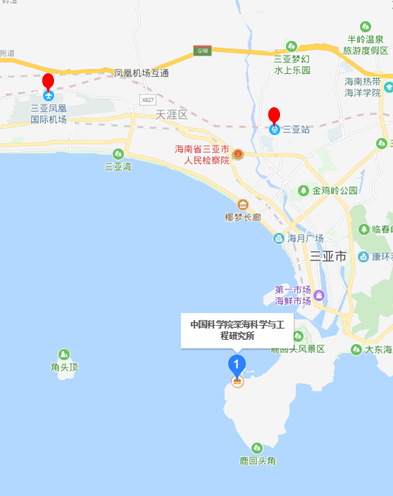 半岭温泉
旅游度假区
G98
三亚梦幻
水上乐园
凤凰机场互通
海南热带
海洋学院
三亚凤凰
国际机场
K827
天涯区
三亚站
海南省三亚市
人民检察院
三亚湾
金鸡岭公园
椰梦长廊
临春
海月广场
三亚市
康环
第一市场
海鲜市场
中国科学院深海科学与工
程研究所
鹿回头风景区
大东海
角头顶
1
鹿回头角